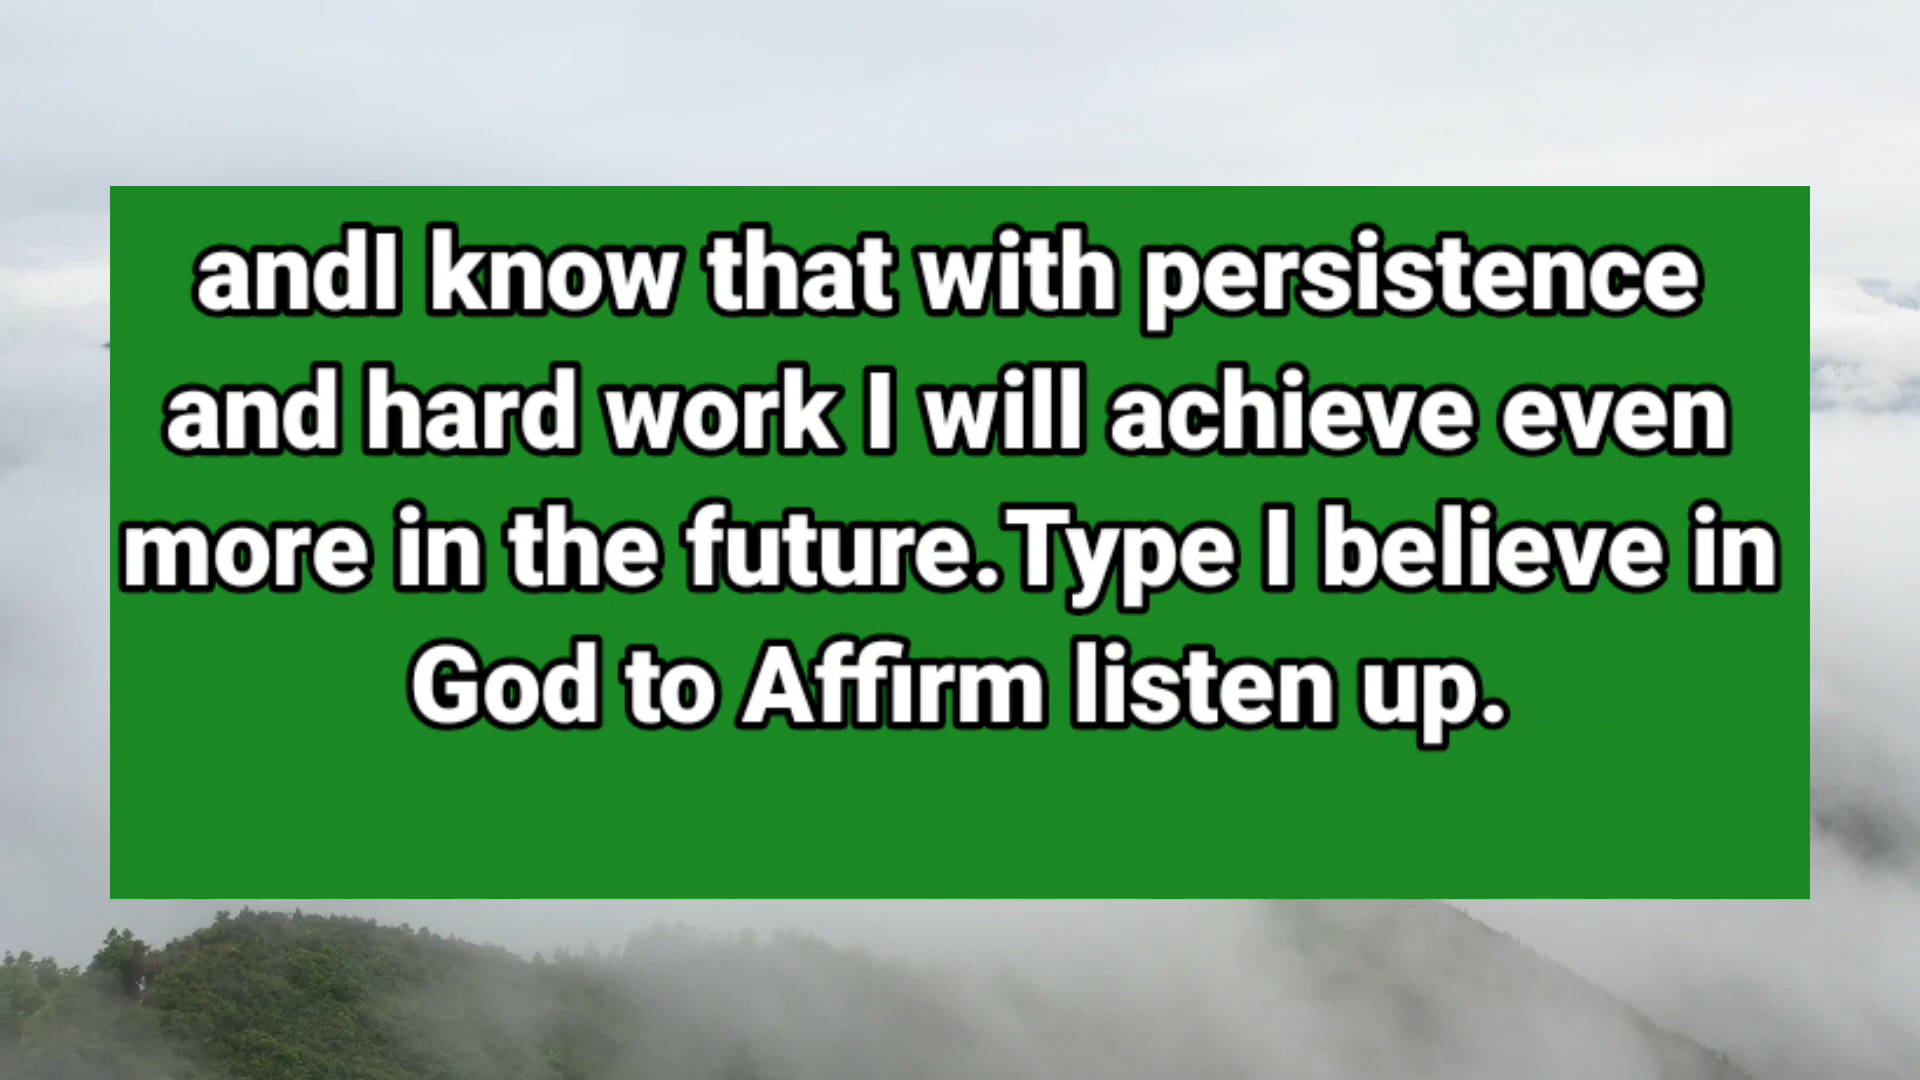 andI know that with persistence
and hard work I will achieve even
more in the future.Type I believe in
God to Affirm listen up.